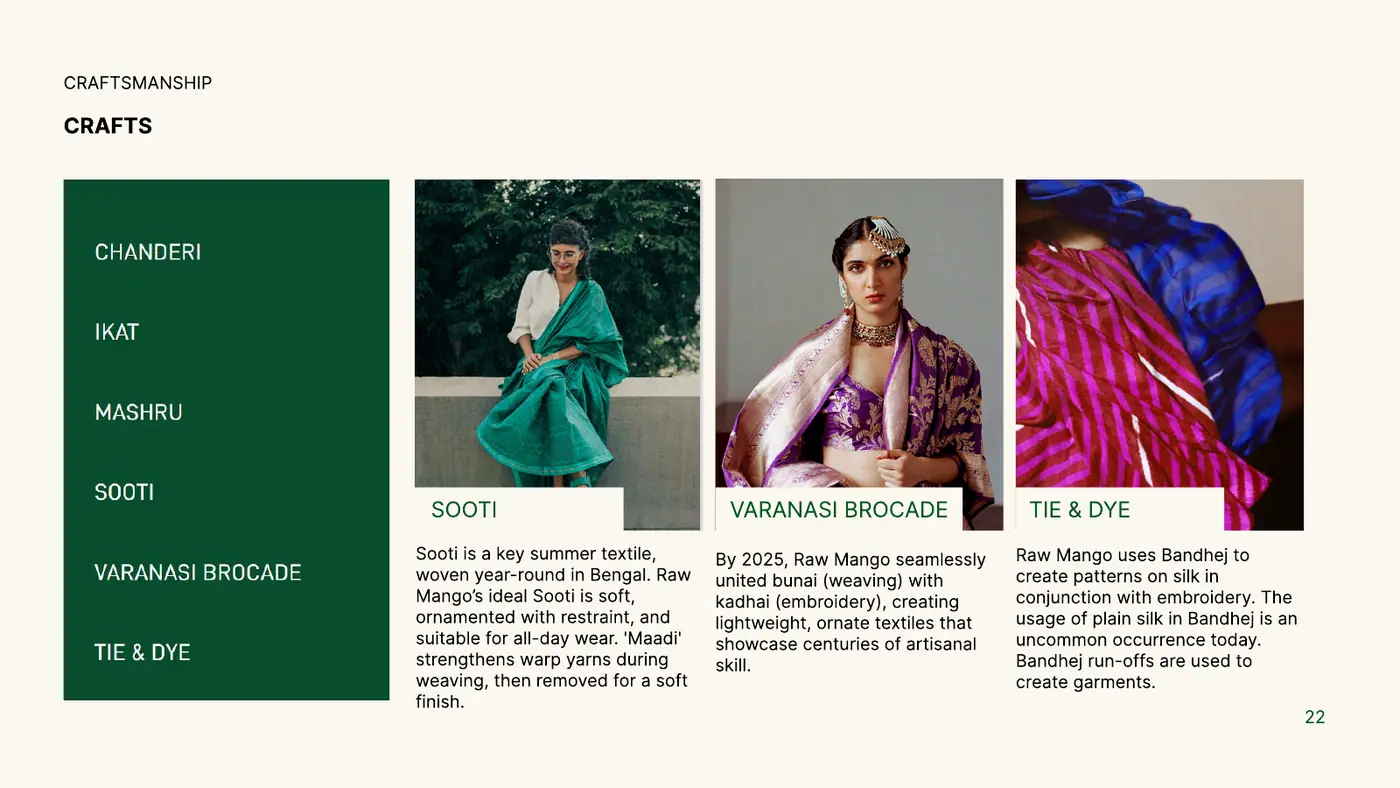 CRAFTSMANSHIP
CRAFTS
CHANDERI
IKAT
MASHRU
SOOTI
VARANASI BROCADE
TIE & DYE
SOOTI
Sooti is a key summer textile,
woven year-round in Bengal. Raw
Mango’s ideal Sooti is soft,
ornamented with restraint, and
suitable for all-day wear. 'Maadi'
strengthens warp yarns during
weaving, then removed for a soft
finish.
VARANASI BROCADE
By 2025, Raw Mango seamlessly
united bunai (weaving) with
kadhai (embroidery), creating
lightweight, ornate textiles that
showcase centuries of artisanal
skill.
TIE & DYE
Raw Mango uses Bandhej to
create patterns on silk in
conjunction with embroidery. The
usage of plain silk in Bandhej is an
uncommon occurrence today.
Bandhej run-offs are used to
create garments.
22